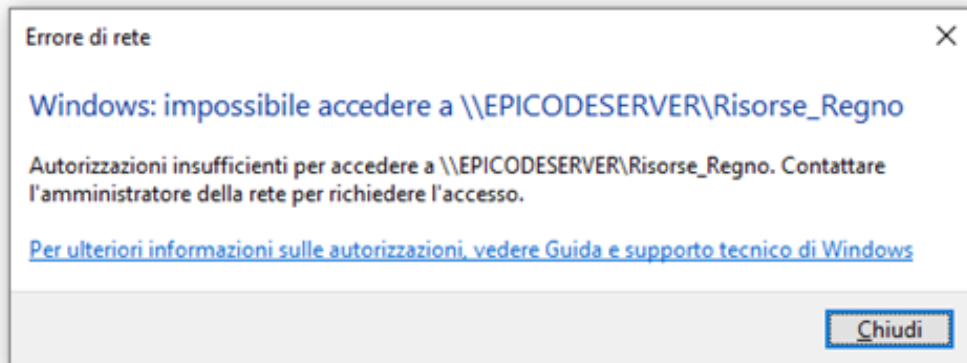 Errore di rete
Windows: impossibile accedere a \\EPICODESERVER\Risorse_Regno
Autorizzazioni insufficienti per accedere a \\EPICODESERVER\Risorse_Regno. Contattare
l'amministratore della rete per richiedere l'accesso.
Per ulteriori informazioni sulle autorizzazioni, vedere Guida e supporto tecnico di Windows
Chiudi